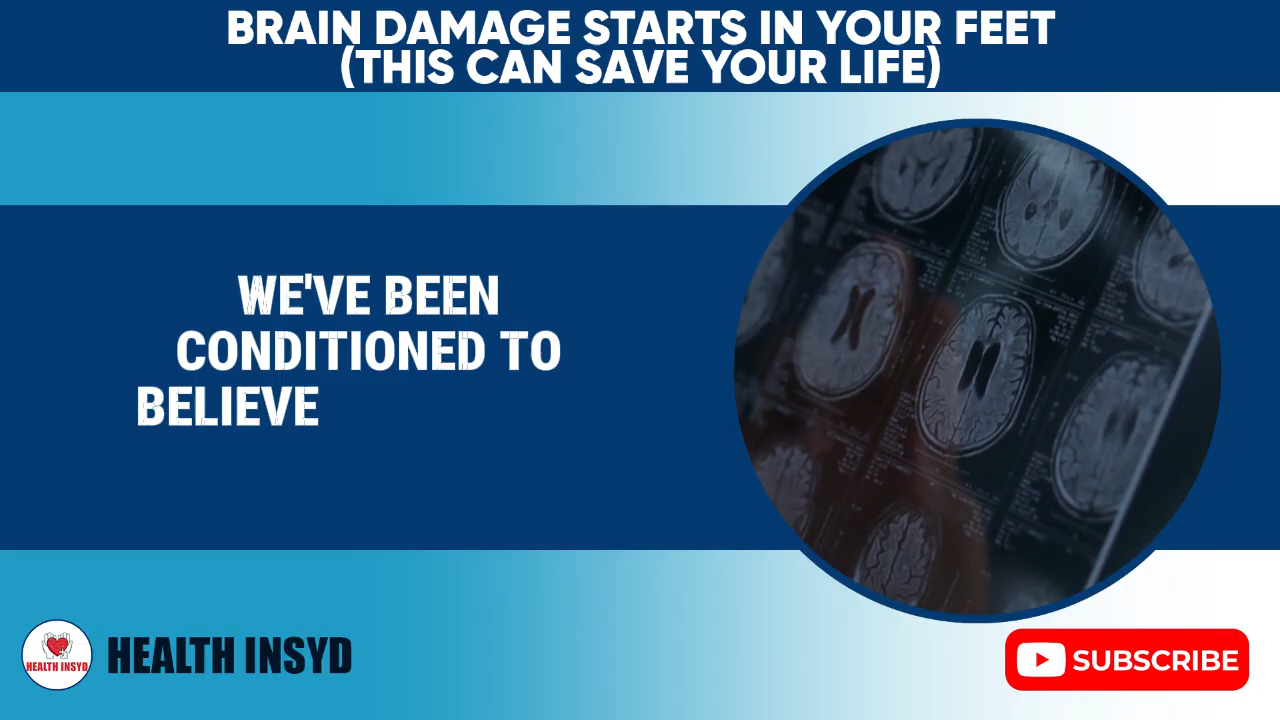 BRAIN DAMAGE STARTS IN YOUR FEET
(THIS CAN SAVE YOUR LIFE)
WE'VE BEEN
CONDITIONED TO
BELIEVE
HEALTH INSYD
HEALTH INSYD
SUBSCRIBE